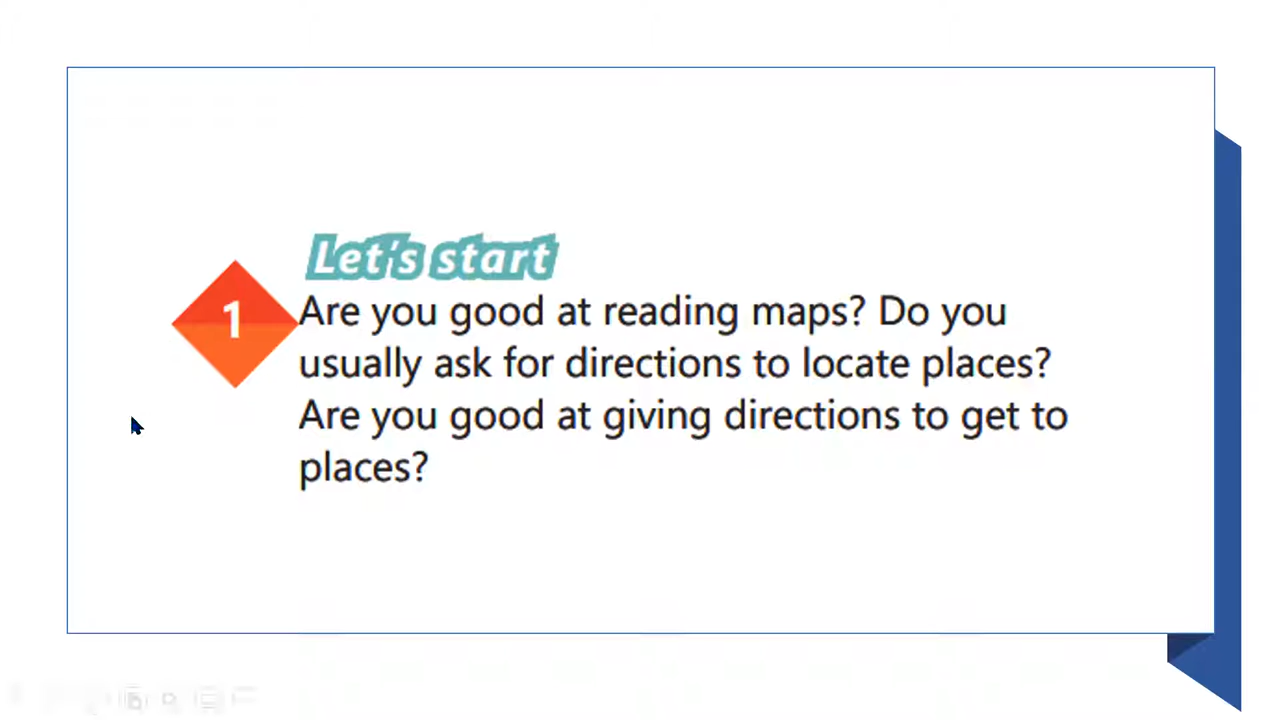 Let's start
1
Are you good at reading maps? Do you
usually ask for directions to locate places?
Are you good at giving directions to get to
places?